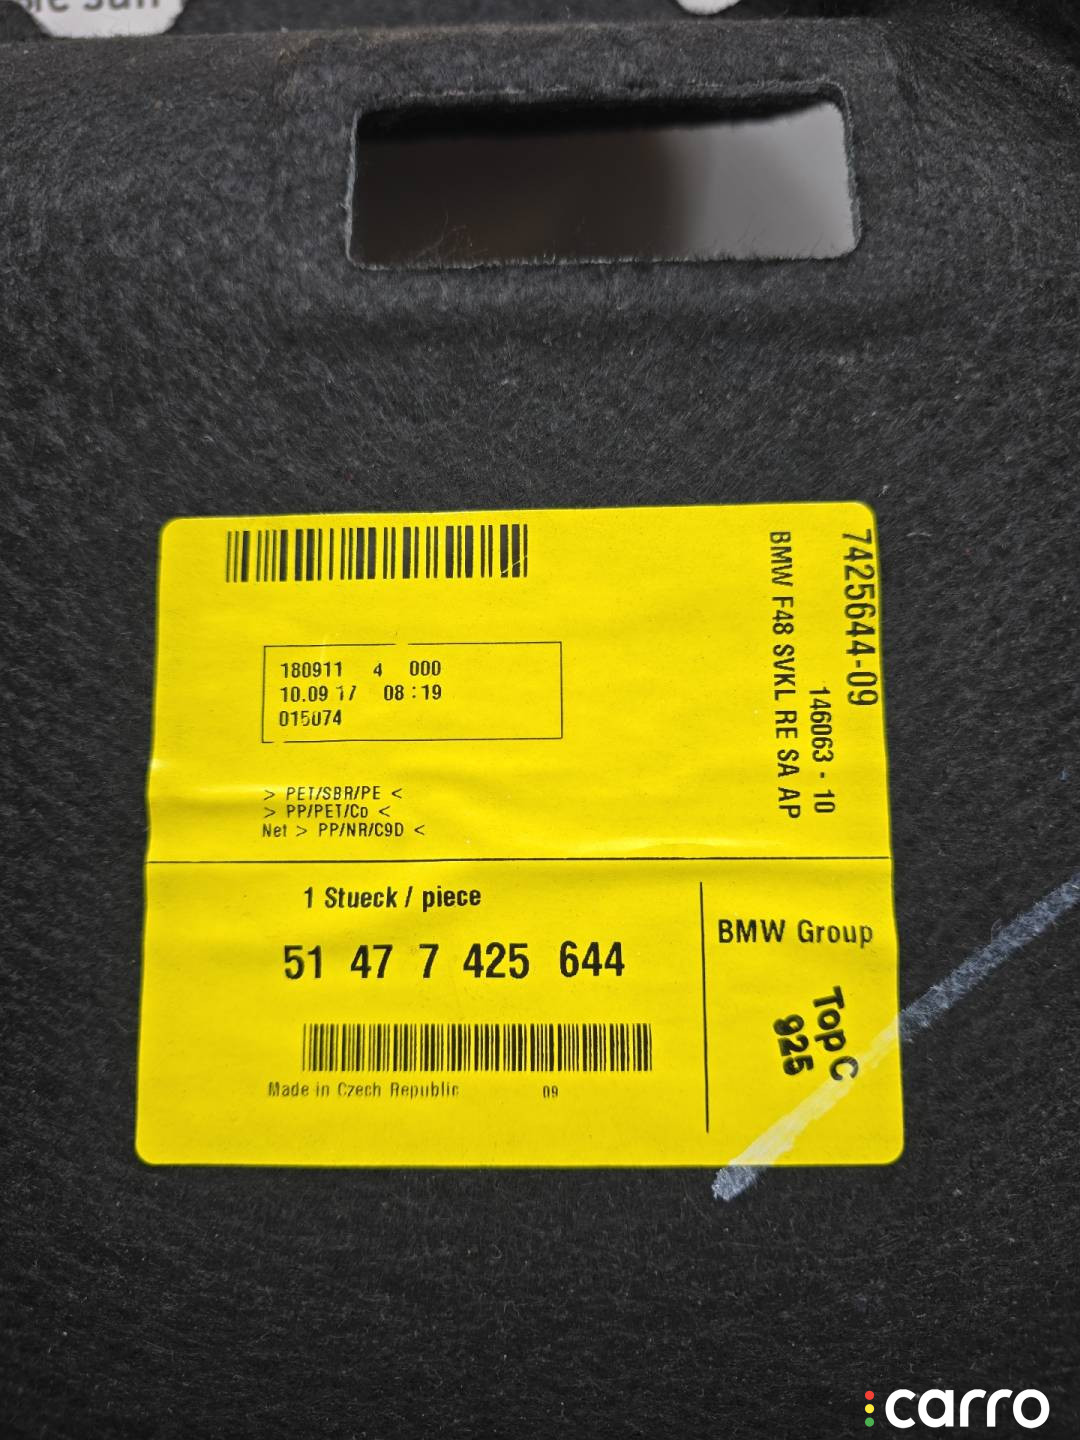 180911 4 000
10.09 17 08:19
015074
> PET/SBR/PE <
> PP/PET/Co <
Net > PP/NR/C9D <
7425644-09
146063 - 10
BMW F48 SVKL RE SA AP
1 Stueck / piece
51 47 7 425 644
Made in Czech Republic 09
BMW Group
Top C
925
carro